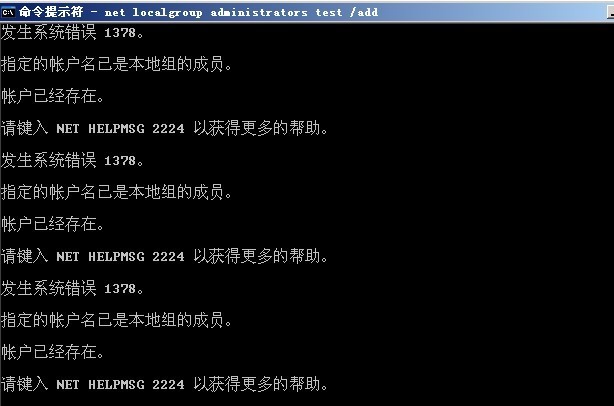 命令提示符 - net localgroup administrators test /add
发生系统错误 1378。
指定的帐户名已是本地组的成员。
帐户已经存在。
请键入 NET HELPMSG 2224 以获得更多的帮助。
发生系统错误 1378。
指定的帐户名已是本地组的成员。
帐户已经存在。
请键入 NET HELPMSG 2224 以获得更多的帮助。
发生系统错误 1378。
指定的帐户名已是本地组的成员。
帐户已经存在。
请键入 NET HELPMSG 2224 以获得更多的帮助。